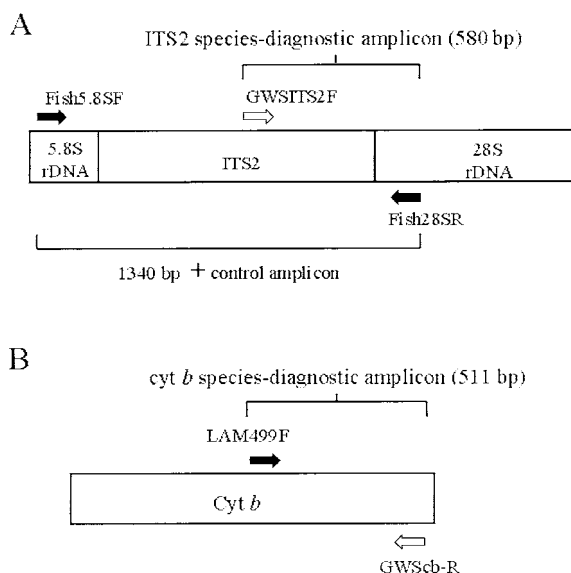 A
ITS2 species-diagnostic amplicon (580 bp)
Fish5.8SF
GWSITS2F
5.8S
rDNA
ITS2
28S
rDNA
Fish28SR
1340 bp + control amplicon
B
cyt b species-diagnostic amplicon (511 bp)
LAM499F
Cyt b
GWScb-R